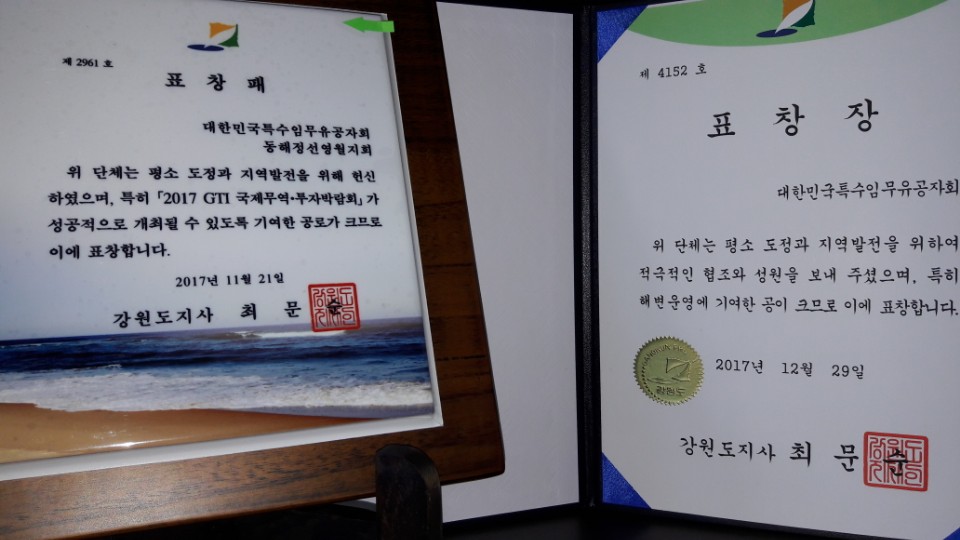 제 2961 호
표 창 패
대한민국특수임무유공자회
동해정선영월지회
위 단체는 평소 도정과 지역발전을 위해 헌신
하였으며, 특히 「2017 GTI 국제무역·투자박람회」가
성공적으로 개최될 수 있도록 기여한 공로가 크므로
이에 표창합니다.
2017년 11월 21일
강원도지사 최 문 순
제 4152 호
표 창 장
대한민국특수임무유공자회
위 단체는 평소 도정과 지역발전을 위하여
적극적인 협조와 성원을 보내 주셨으며, 특히
해변운영에 기여한 공이 크므로 이에 표창합니다.
강원도
2017년 12월 29일
강원도지사 최 문 순